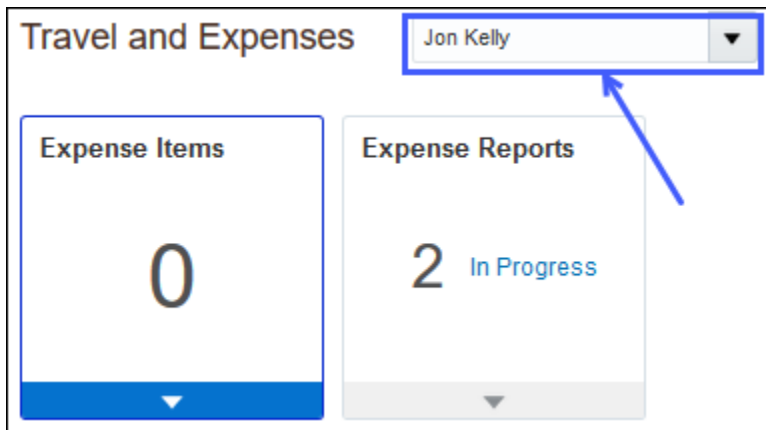 Travel and Expenses
Jon Kelly
Expense Items
0
Expense Reports
2 In Progress